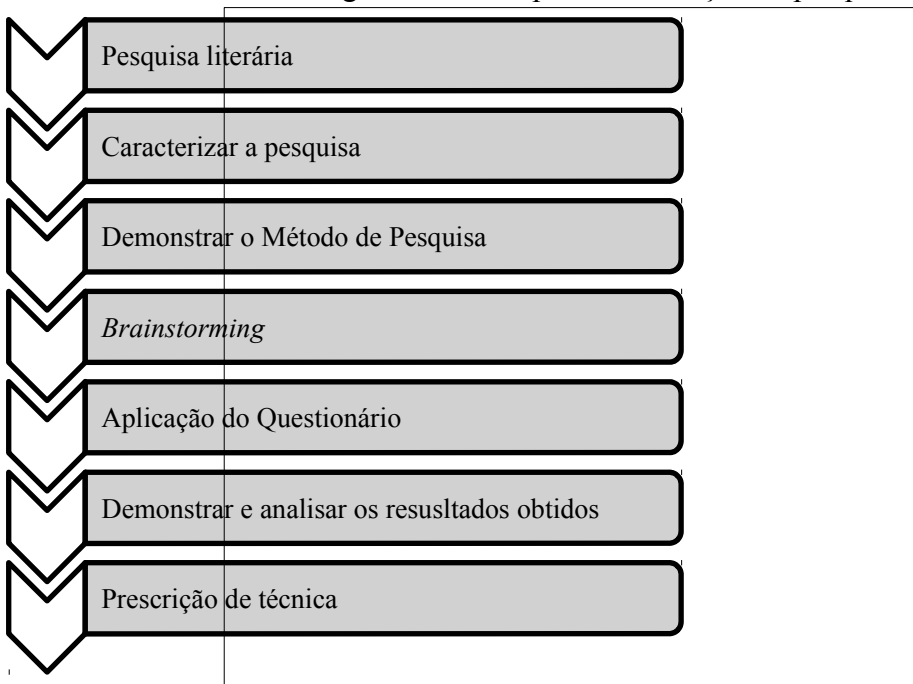 Pesquisa literária
Caracterizar a pesquisa
Demonstrar o Método de Pesquisa
Brainstorming
Aplicação do Questionário
Demonstrar e analisar os resusltados obtidos
Prescrição de técnica